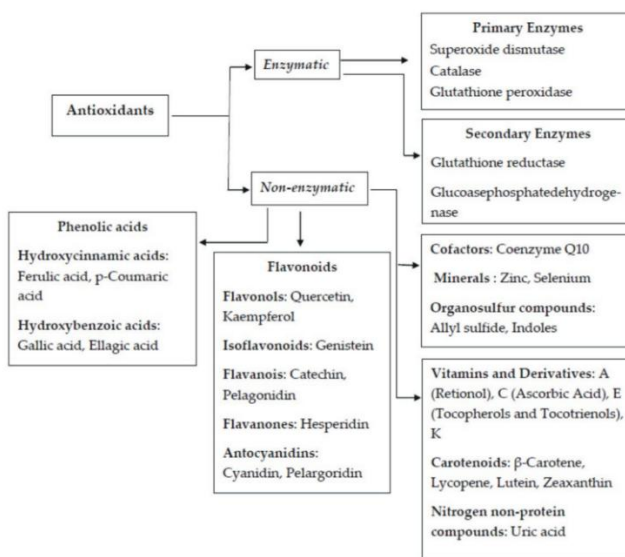 Antioxidants
Enzymatic
Primary Enzymes
Superoxide dismutase
Catalase
Glutathione peroxidase
Secondary Enzymes
Glutathione reductase
Glucoasephosphatedehydroge-
nase
Non-enzymatic
Phenolic acids
Hydroxycinnamic acids:
Ferulic acid, p-Coumaric
acid
Hydroxybenzoic acids:
Gallic acid, Ellagic acid
Flavonoids
Flavonols: Quercetin,
Kaempferol
Isoflavonoids: Genistein
Flavanois: Catechin,
Pelagonidin
Flavanones: Hesperidin
Antocyanidins:
Cyanidin, Pelargoridin
Cofactors: Coenzyme Q10
Minerals : Zinc, Selenium
Organosulfur compounds:
Allyl sulfide, Indoles
Vitamins and Derivatives: A
(Retionol), C (Ascorbic Acid), E
(Tocopherols and Tocotrienols),
K
Carotenoids: β-Carotene,
Lycopene, Lutein, Zeaxanthin
Nitrogen non-protein
compounds: Uric acid